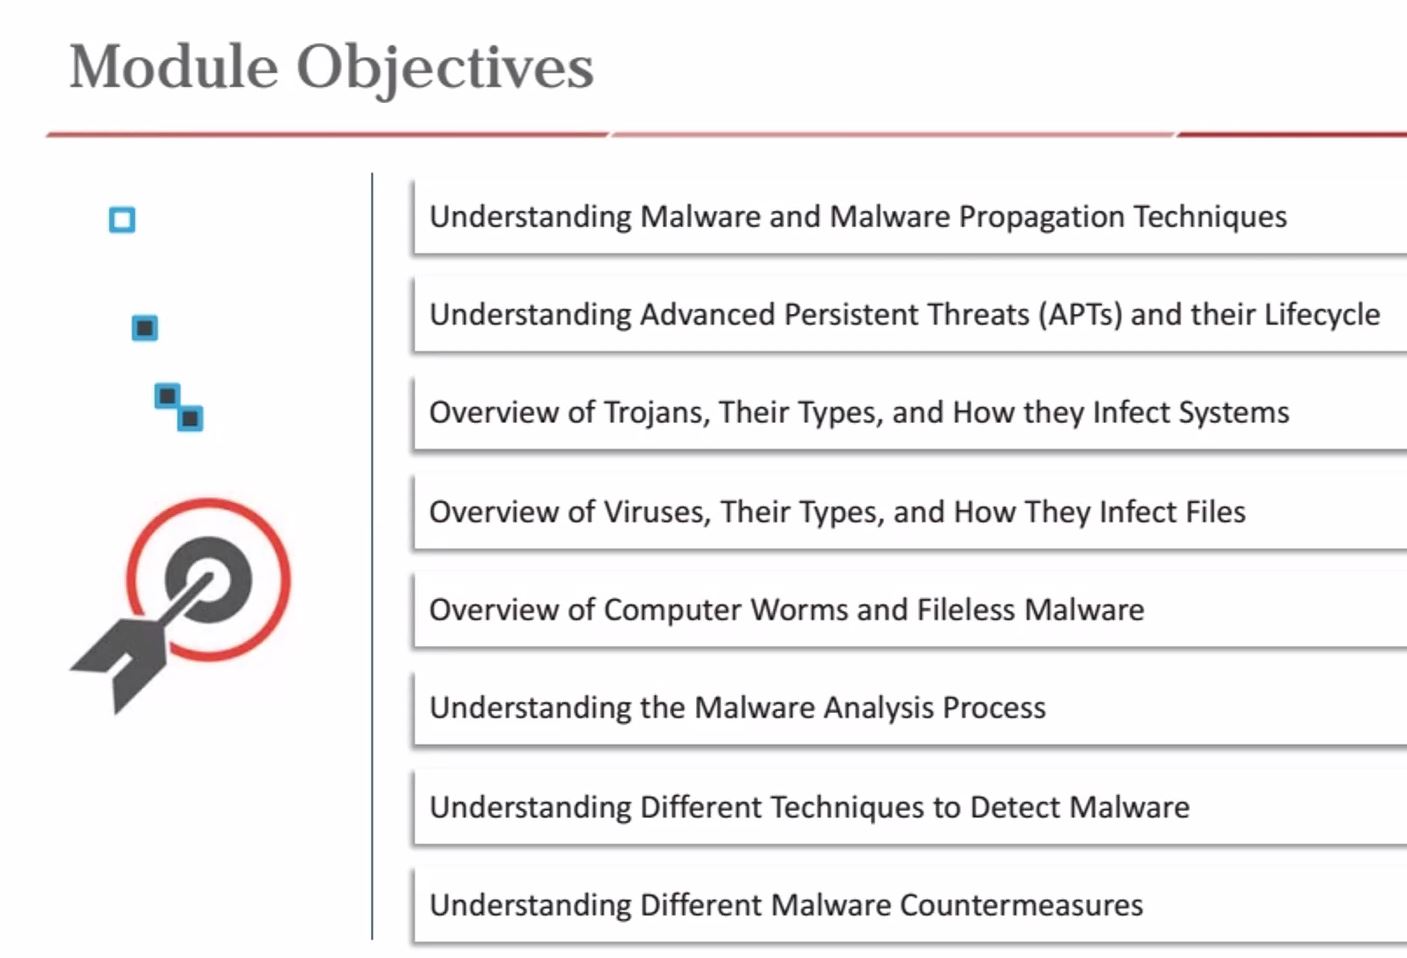 Module Objectives
Understanding Malware and Malware Propagation Techniques
Understanding Advanced Persistent Threats (APTs) and their Lifecycle
Overview of Trojans, Their Types, and How they Infect Systems
Overview of Viruses, Their Types, and How They Infect Files
Overview of Computer Worms and Fileless Malware
Understanding the Malware Analysis Process
Understanding Different Techniques to Detect Malware
Understanding Different Malware Countermeasures